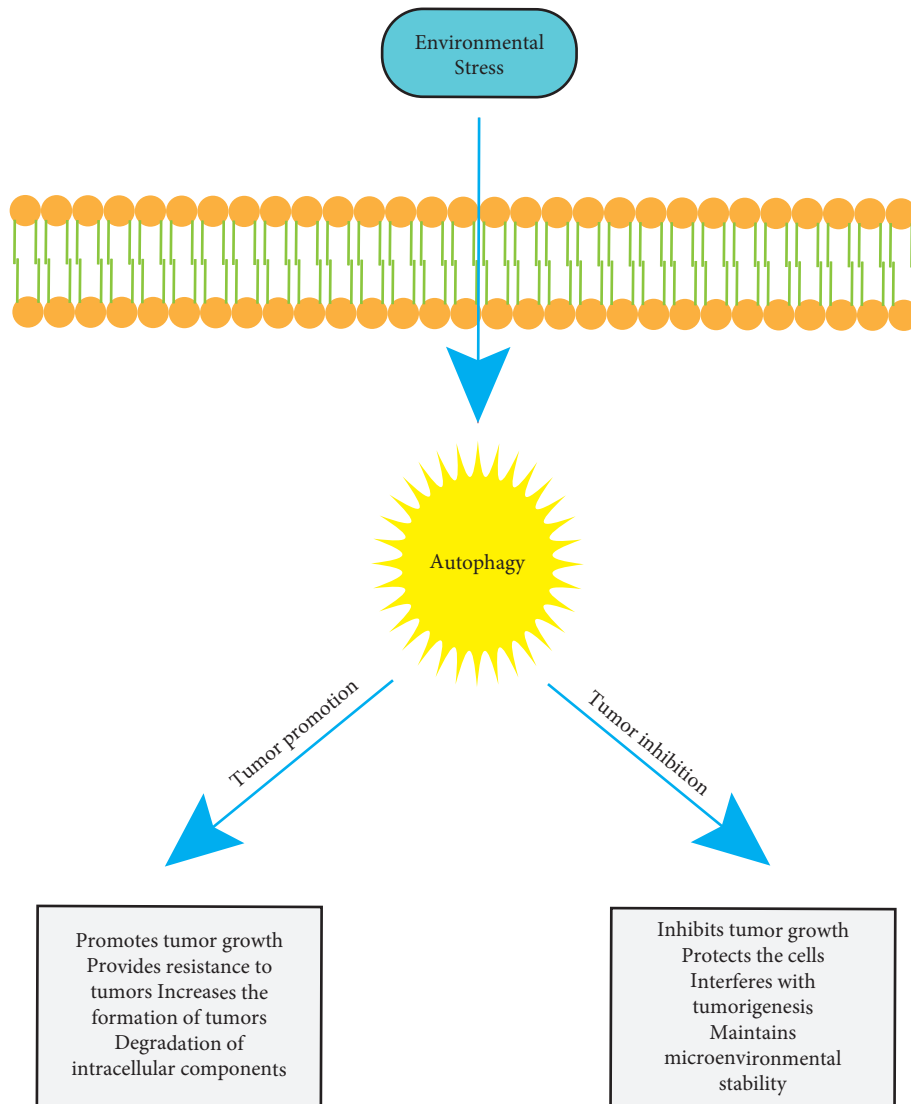 Environmental
Stress
Autophagy
Tumor promotion
Tumor inhibition
Promotes tumor growth
Provides resistance to
tumors Increases the
formation of tumors
Degradation of
intracellular components
Inhibits tumor growth
Protects the cells
Interferes with
tumorigenesis
Maintains
microenvironmental
stability